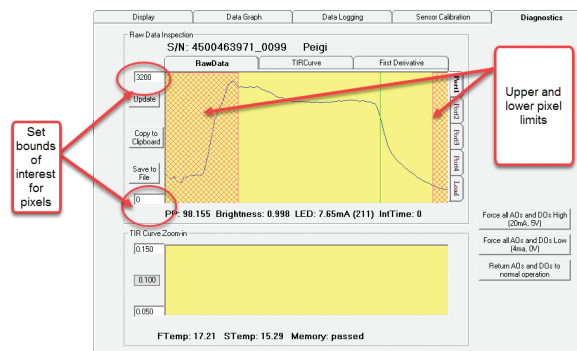 Display
Data Graph
Data Logging
Sensor Calibration
Diagnostics
Raw Data Inspection
S/N: 4500463971_0099 Peigi
RawData
TIRCurve
First Derivative
3200
Update
Copy to
Clipboard
Save to
File
0
Port1
Port2
Port3
Port4
Load
Set
bounds
of
interest
for
pixels
Upper and
lower pixel
limits
98.155 Brightness: 0.998 LED: 7.65mA (211) IntTime: 0
Force all AOs and DOs High
(20mA, 5V)
Force all AOs and DOs Low
(4ma, 0V)
Return AOs and DOs to
normal operation
TIR Curve Zoom-in
0.150
0.100
0.050
FTemp: 17.21 STemp: 15.29 Memory: passed